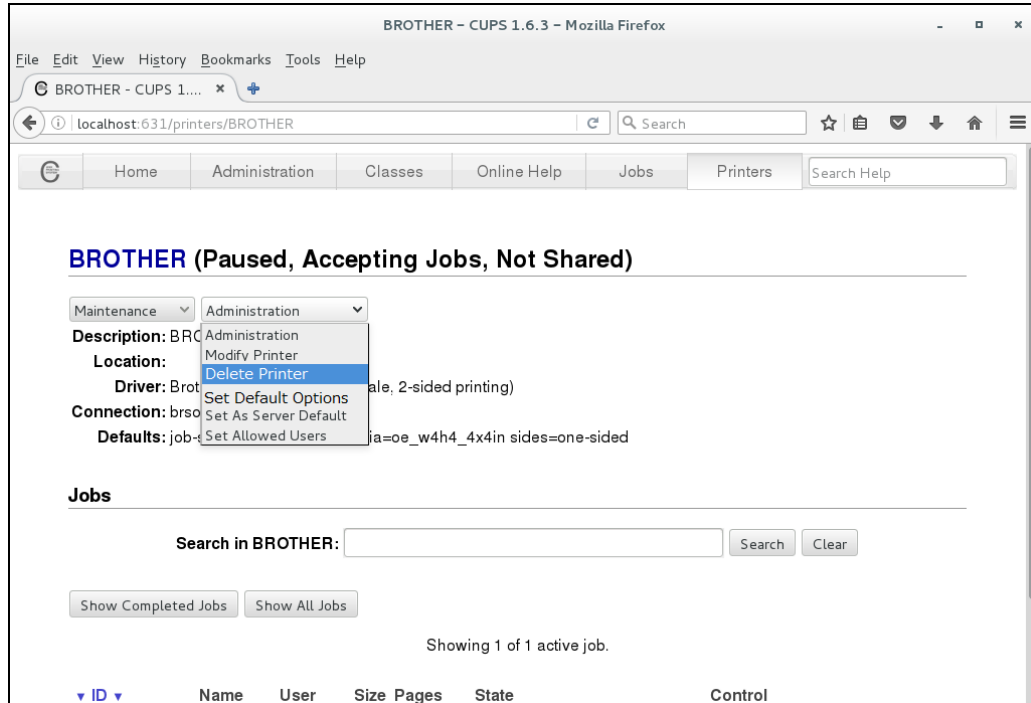 BROTHER – CUPS 1.6.3 – Mozilla Firefox
File Edit View History Bookmarks Tools Help
BROTHER - CUPS 1....
localhost:631/printers/BROTHER Search
Home Administration Classes Online Help Jobs Printers Search Help
BROTHER (Paused, Accepting Jobs, Not Shared)
Maintenance Administration
Description: Administration
Modify Printer
Location:
Delete Printer
Driver: ale, 2-sided printing)
Set Default Options
Connection: Set As Server Default
Defaults: Set Allowed Users ia=oe_w4h4_4x4in sides=one-sided
Jobs
Search in BROTHER: Search Clear
Show Completed Jobs Show All Jobs
Showing 1 of 1 active job.
ID Name User Size Pages State Control